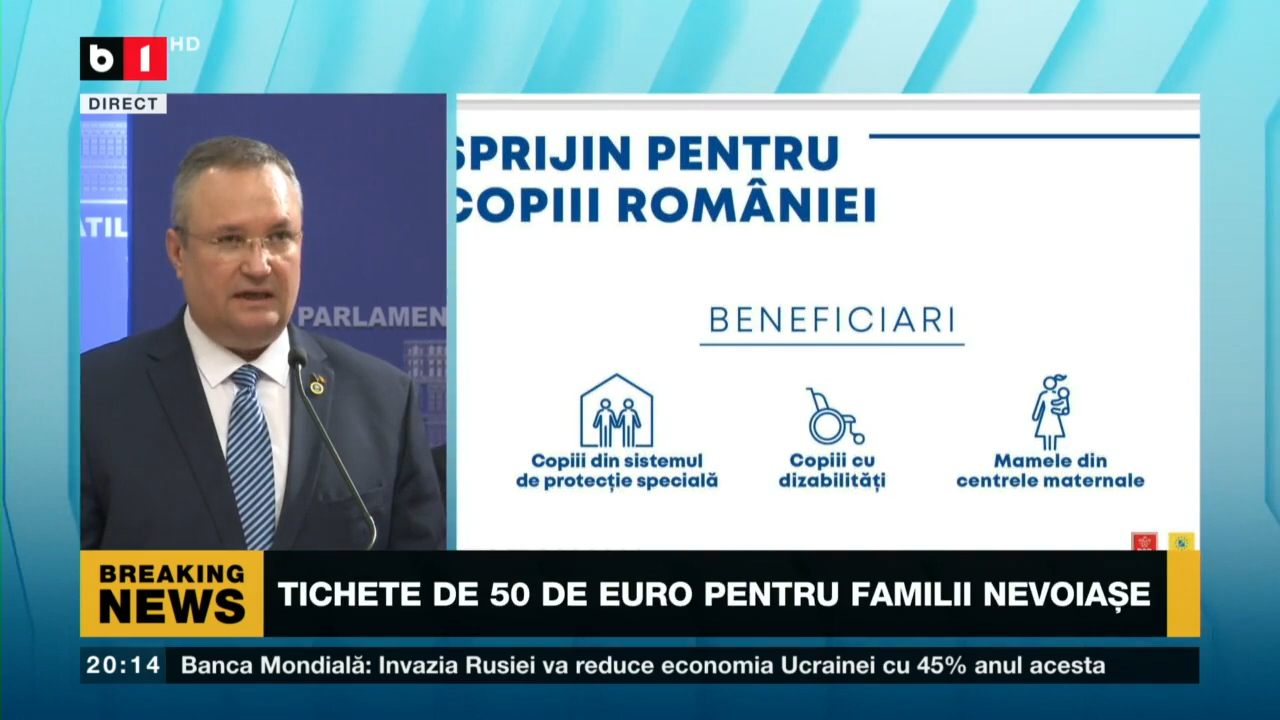 b1 HD
DIRECT
PARLAMEN
SPRIJIN PENTRU
COPIII ROMÂNIEI
BENEFICIARI
Copiii din sistemul
de protecție specială
Copiii cu
dizabilități
Mamele din
centrele maternale
BREAKING
NEWS
TICHETE DE 50 DE EURO PENTRU FAMILII NEVOIAȘE
20:14 Banca Mondială: Invazia Rusiei va reduce economia Ucrainei cu 45% anul acesta